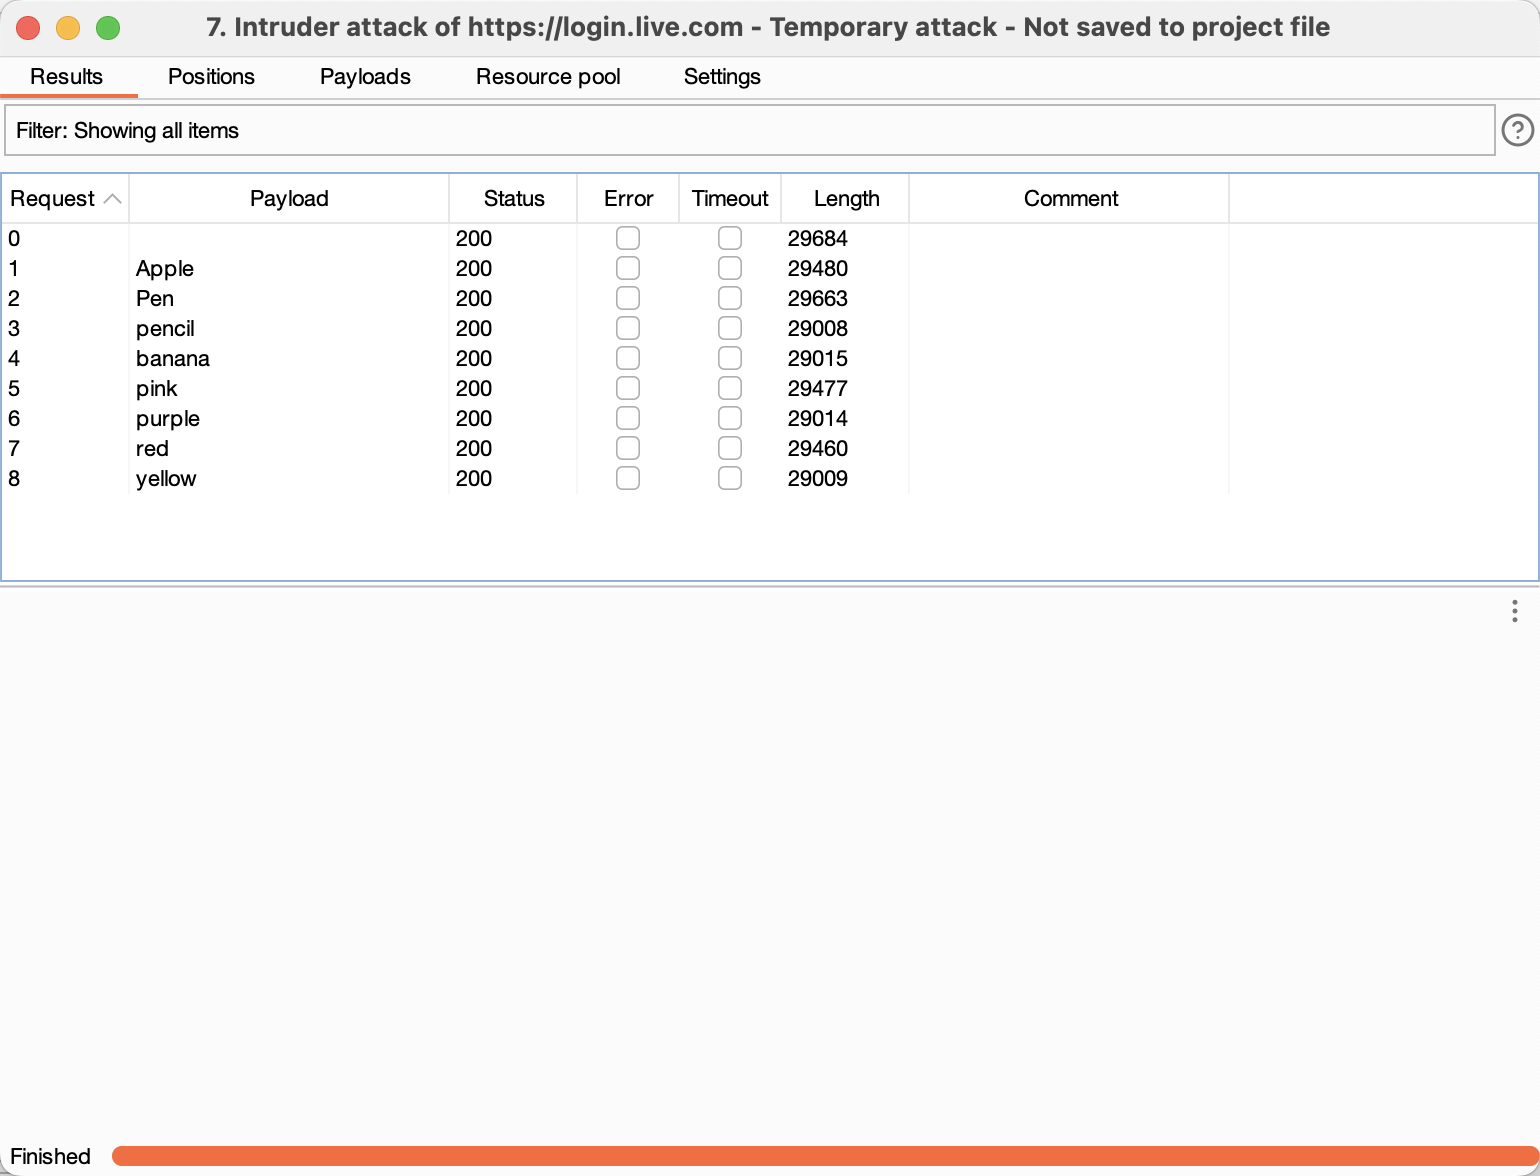 7. Intruder attack of https://login.live.com - Temporary attack - Not saved to project file
Results Positions Payloads Resource pool Settings
Filter: Showing all items
?
Request Payload Status Error Timeout Length Comment
0 200 29684
1 Apple 200 29480
2 Pen 200 29663
3 pencil 200 29008
4 banana 200 29015
5 pink 200 29477
6 purple 200 29014
7 red 200 29460
8 yellow 200 29009
Finished